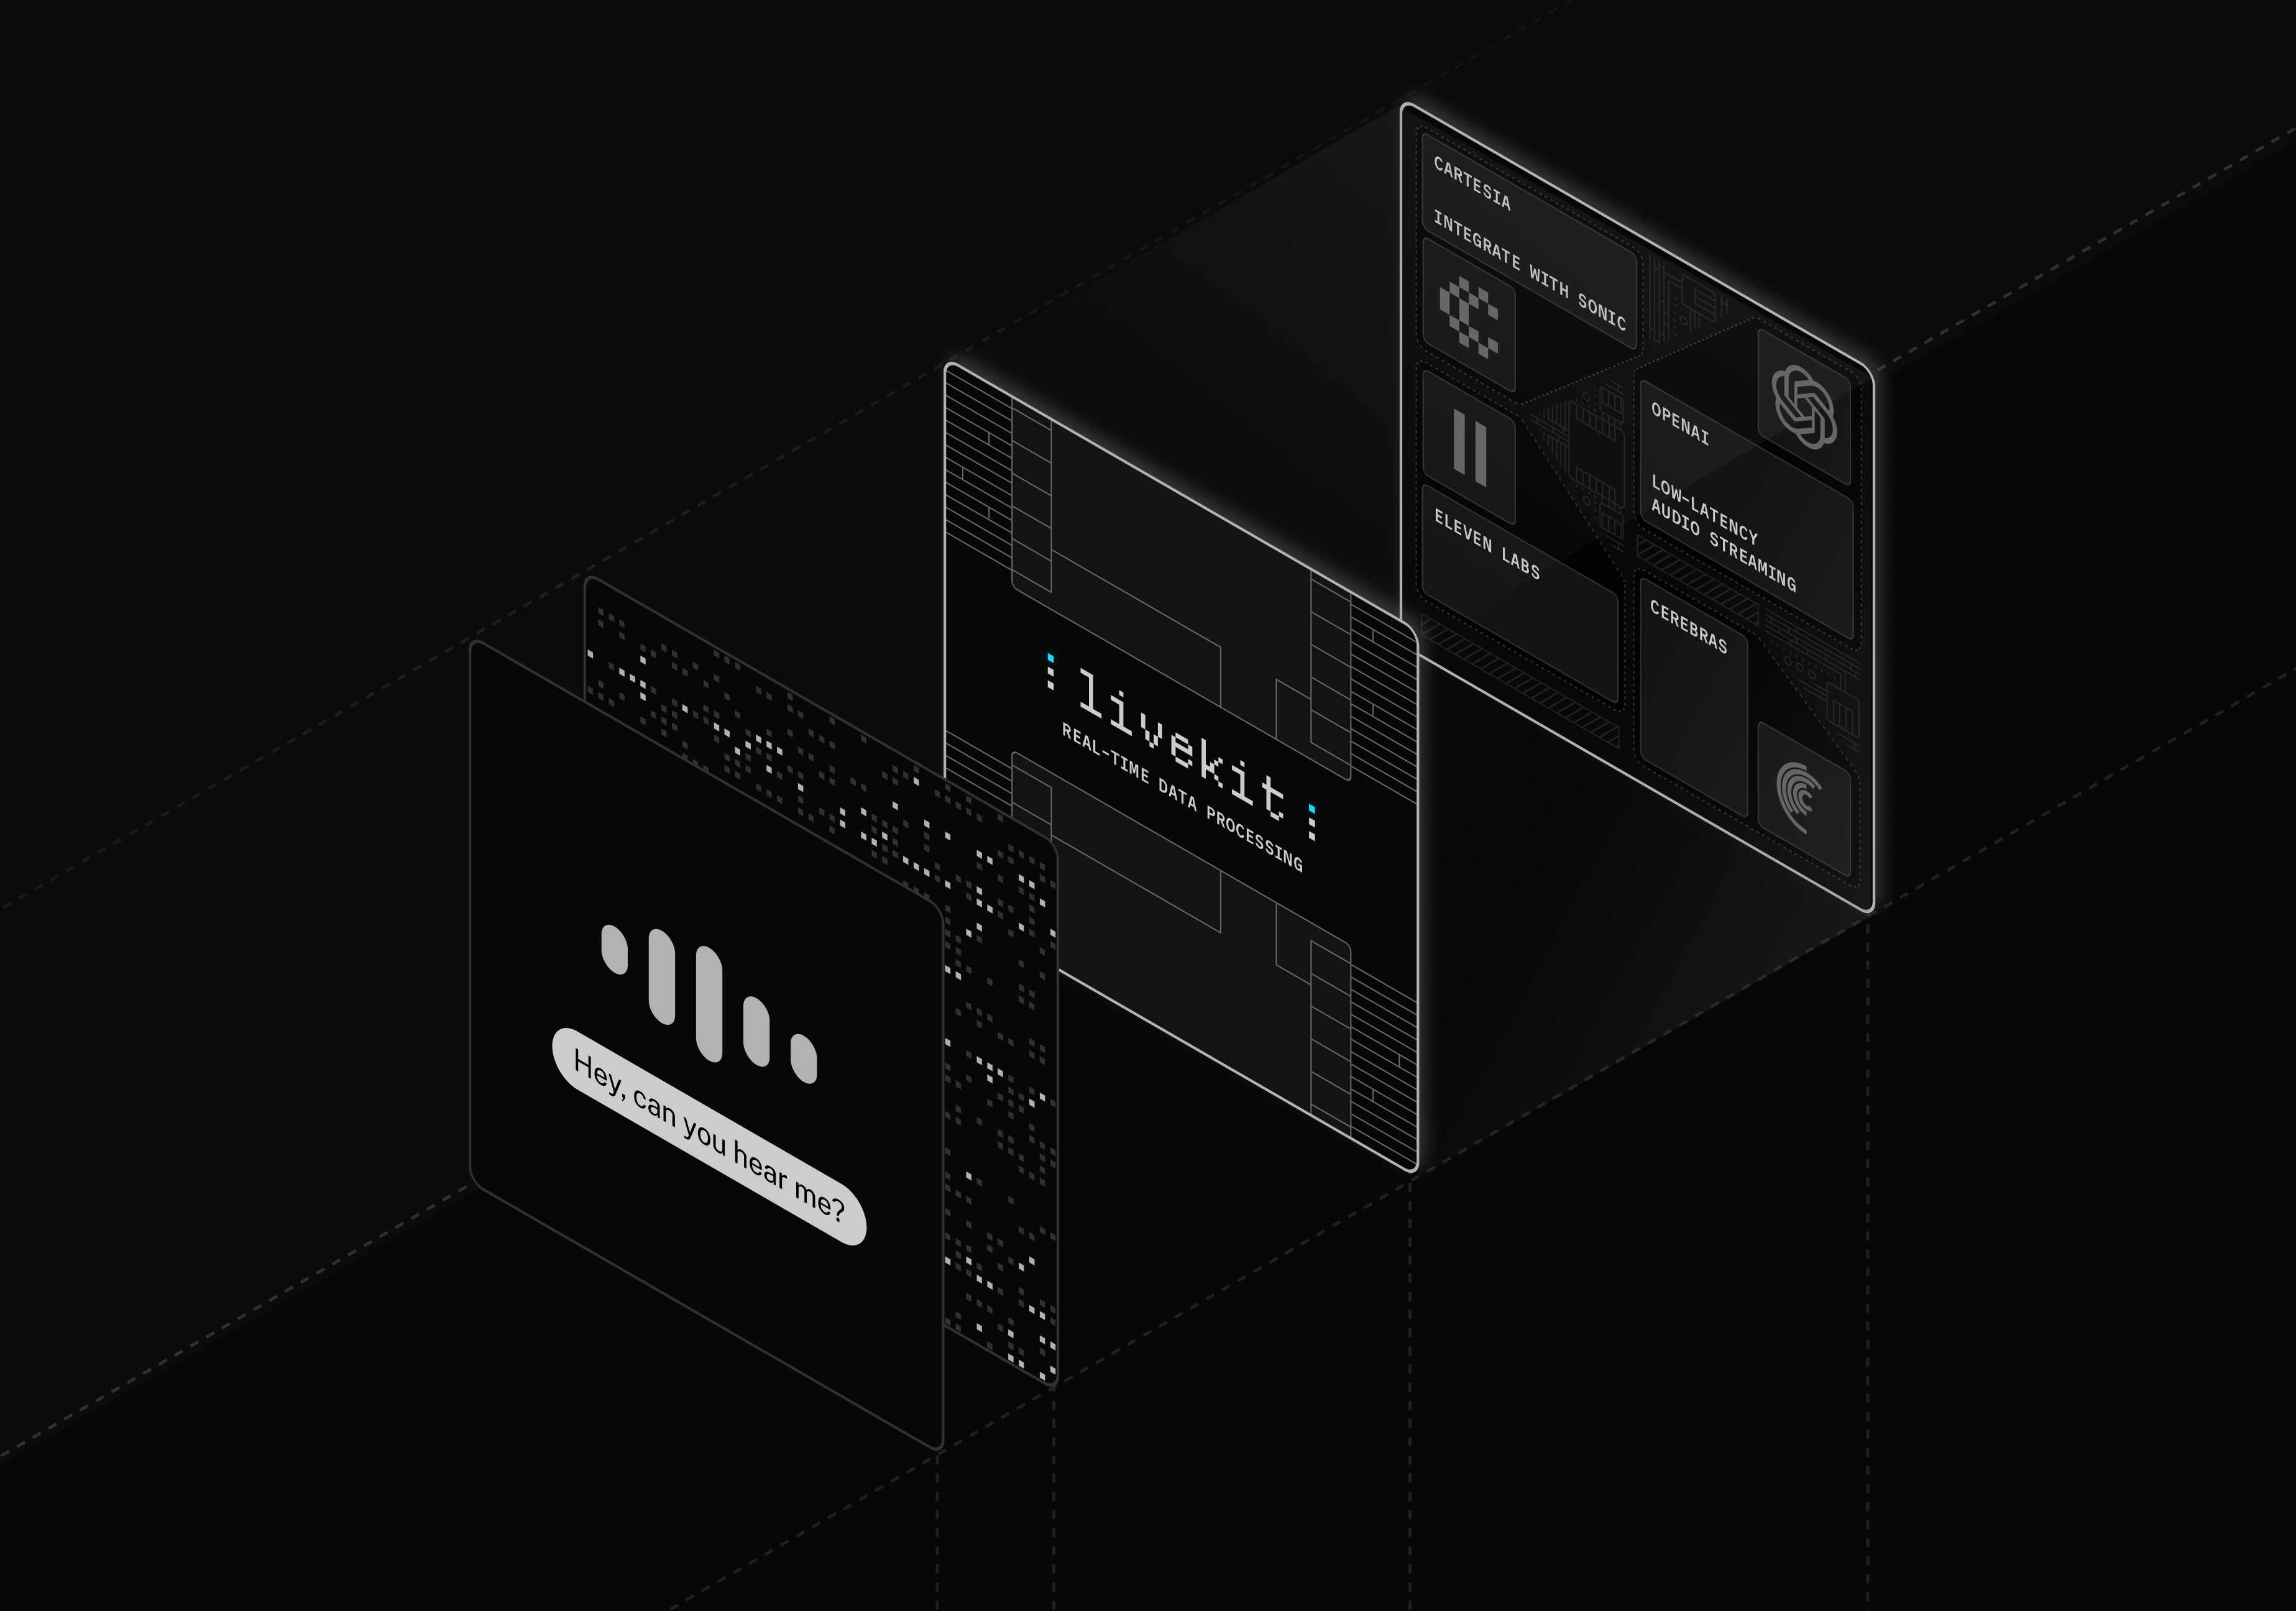 CARTESIA
INTEGRATE WITH SONIC
OPENAI
LOW-LATENCY
AUDIO STREAMING
ELEVEN LABS
CEREBRAS
livekit
REAL-TIME DATA PROCESSING
Hey, can you hear me?